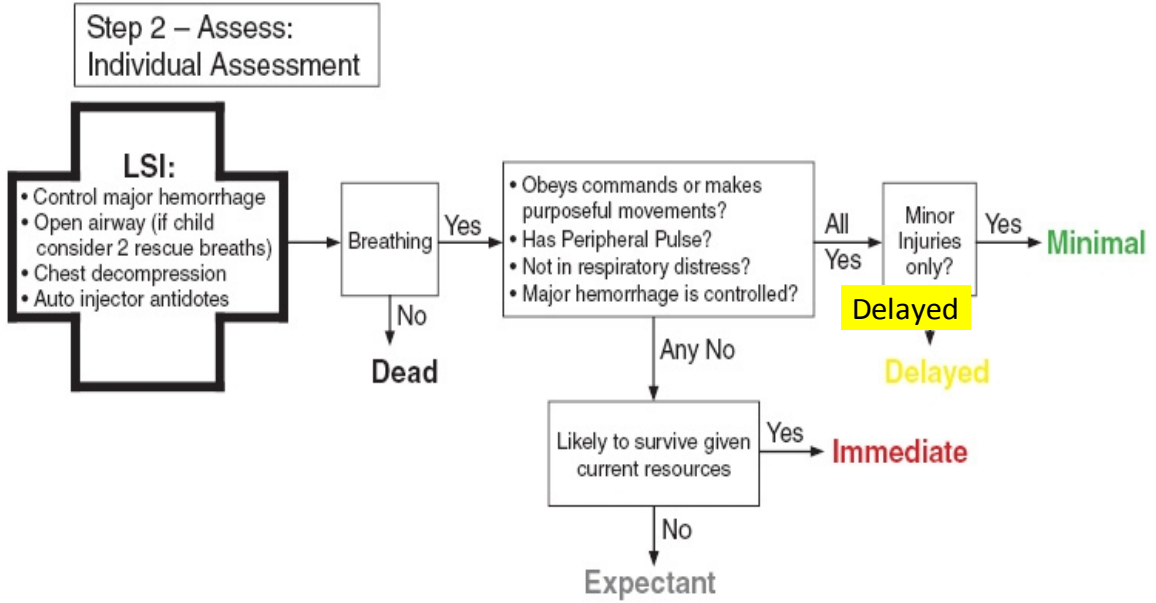 Step 2 – Assess:
Individual Assessment
LSI:
• Control major hemorrhage
• Open airway (if child
consider 2 rescue breaths)
• Chest decompression
• Auto injector antidotes
Breathing
Yes
No
Dead
• Obeys commands or makes
purposeful movements?
• Has Peripheral Pulse?
• Not in respiratory distress?
• Major hemorrhage is controlled?
All
Yes
Minor
Injuries
only?
Yes
Minimal
Delayed
Delayed
Any No
Likely to survive given
current resources
Yes
Immediate
No
Expectant